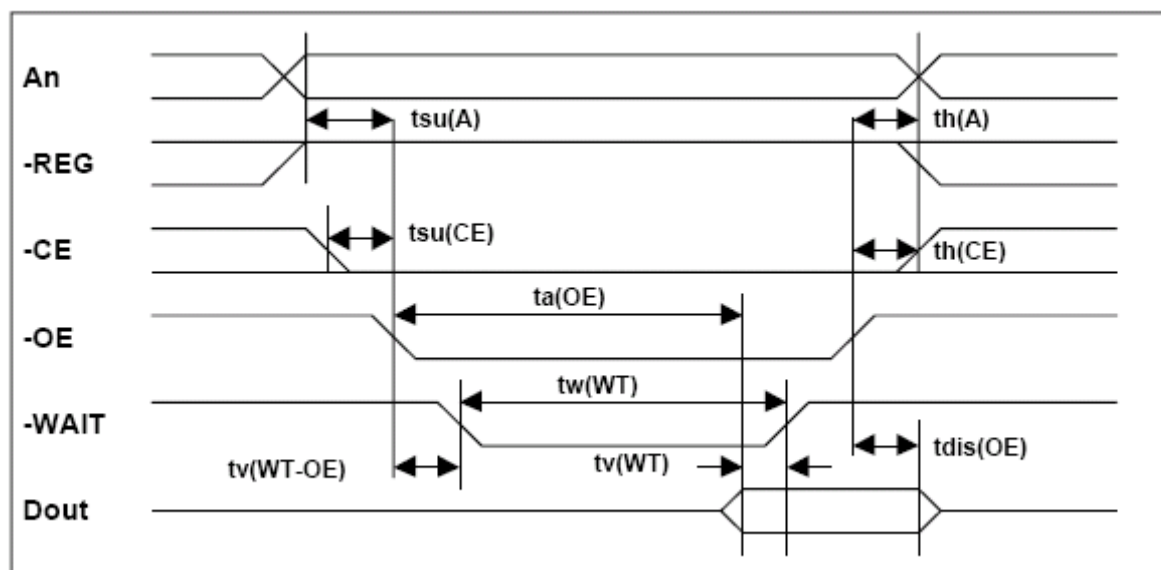 An
tsu(A)
th(A)
-REG
-CE
tsu(CE)
th(CE)
ta(OE)
-OE
tw(WT)
-WAIT
tv(WT-OE)
tv(WT)
tdis(OE)
Dout